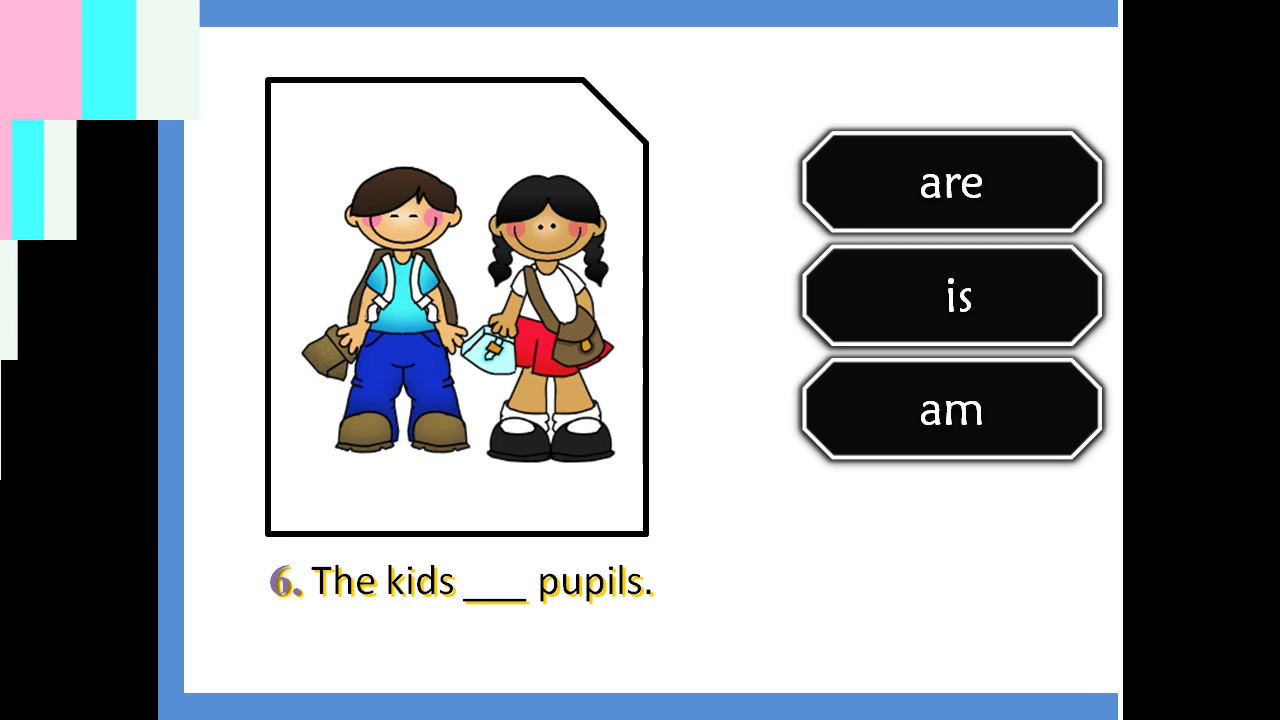 are
is
am
6. The kids ___ pupils.